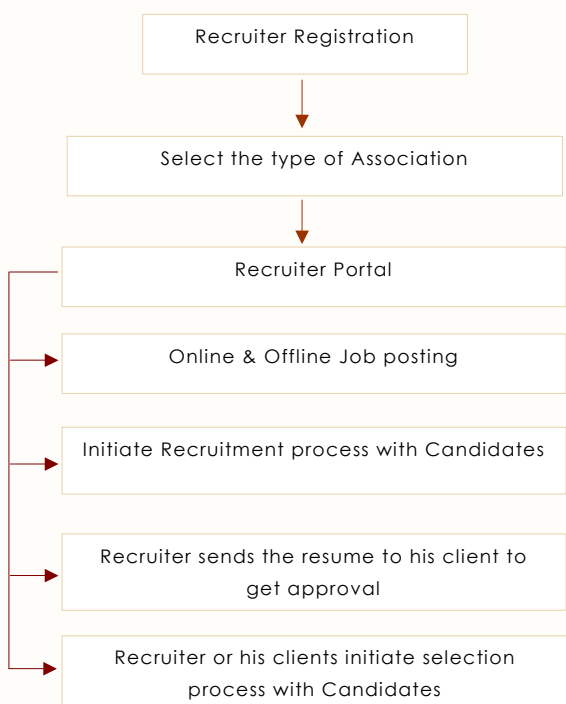 Recruiter Registration
Select the type of Association
Recruiter Portal
Online & Offline Job posting
Initiate Recruitment process with Candidates
Recruiter sends the resume to his client to
get approval
Recruiter or his clients initiate selection
process with Candidates